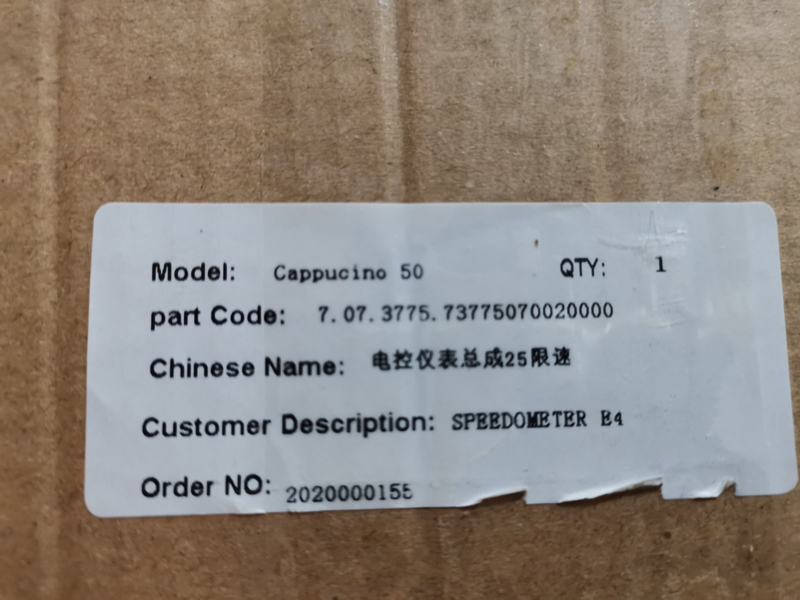 Model: Cappucino 50 QTY: 1
part Code: 7.07.3775.73775070020000
Chinese Name: 电控仪表总成25限速
Customer Description: SPEEDOMETER E4
Order NO: 2020000155